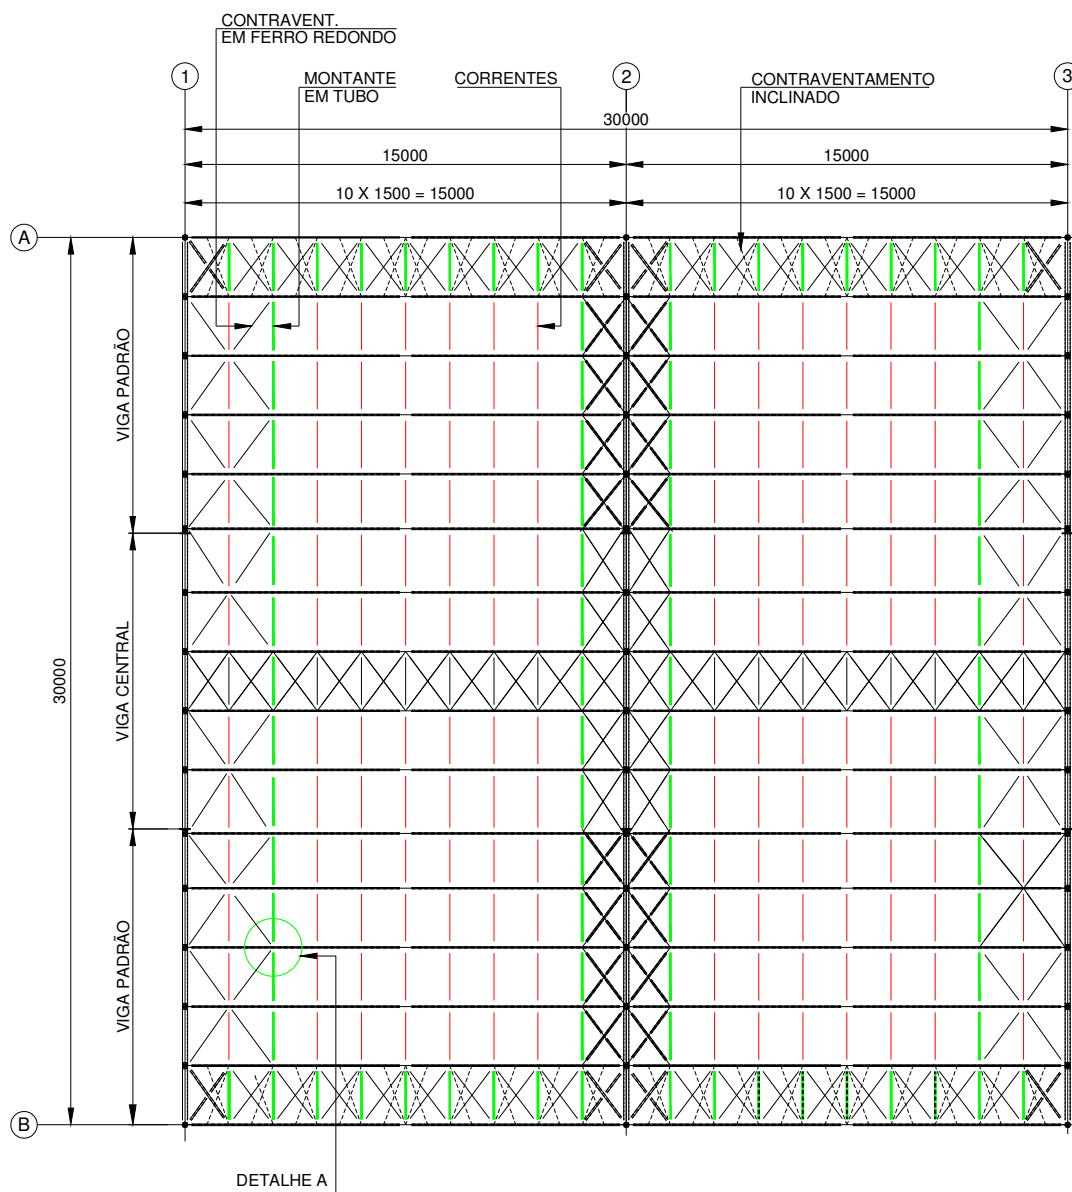 CONTRAVENT.
EM FERRO REDONDO
1
MONTANTE
EM TUBO
CORRENTES
2
CONTRAVENTAMENTO
INCLINADO
3
30000
15000
15000
10 X 1500 = 15000
10 X 1500 = 15000
A
VIGA PADRÃO
VIGA CENTRAL
30000
VIGA PADRÃO
B
DETALHE A